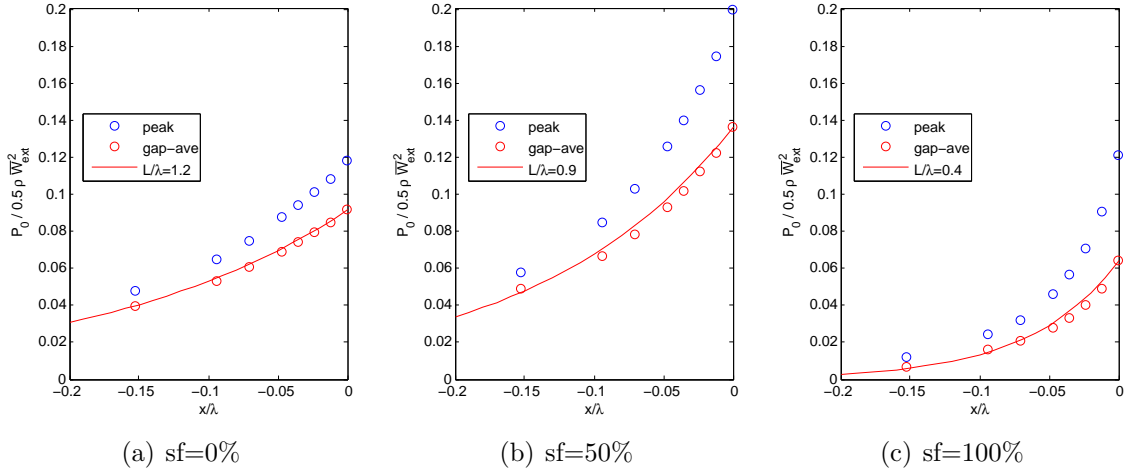 0.2
0.18
0.16
0.14
0.12
0.1
0.08
0.06
0.04
0.02
0
−0.2 −0.15 −0.1 −0.05 0
x/λ
P₀ / 0.5 ρ W̅²ext
peak
gap−ave
L/λ=1.2
(a) sf=0%
0.2
0.18
0.16
0.14
0.12
0.1
0.08
0.06
0.04
0.02
0
−0.2 −0.15 −0.1 −0.05 0
x/λ
P₀ / 0.5 ρ W̅²ext
peak
gap−ave
L/λ=0.9
(b) sf=50%
0.2
0.18
0.16
0.14
0.12
0.1
0.08
0.06
0.04
0.02
0
−0.2 −0.15 −0.1 −0.05 0
x/λ
P₀ / 0.5 ρ W̅²ext
peak
gap−ave
L/λ=0.4
(c) sf=100%